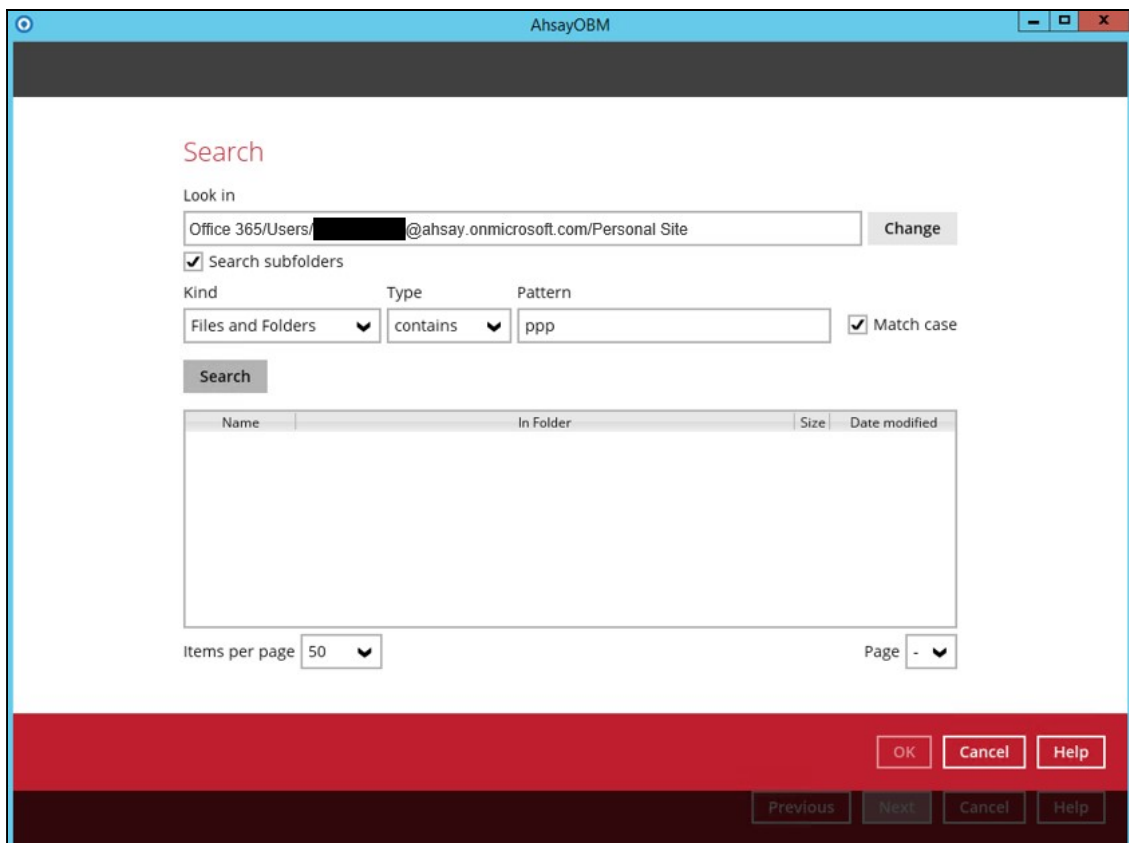 AhsayOBM
Search
Look in
Office 365/Users/ @ahsay.onmicrosoft.com/Personal Site Change
Search subfolders
Kind Type Pattern
Files and Folders contains ppp Match case
Search
Name In Folder Size Date modified
Items per page 50 Page -
OK Cancel Help
Previous Next Cancel Help